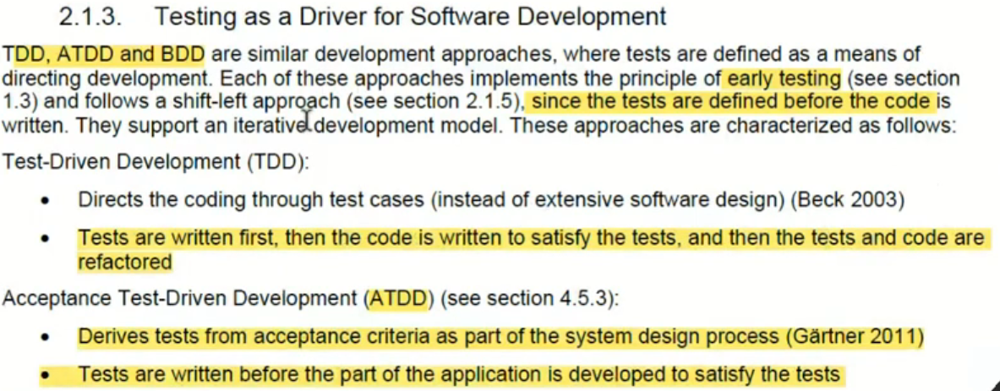 2.1.3. Testing as a Driver for Software Development
TDD, ATDD and BDD are similar development approaches, where tests are defined as a means of
directing development. Each of these approaches implements the principle of early testing (see section
1.3) and follows a shift-left approach (see section 2.1.5), since the tests are defined before the code is
written. They support an iterative development model. These approaches are characterized as follows:
Test-Driven Development (TDD):
• Directs the coding through test cases (instead of extensive software design) (Beck 2003)
• Tests are written first, then the code is written to satisfy the tests, and then the tests and code are
refactored
Acceptance Test-Driven Development (ATDD) (see section 4.5.3):
• Derives tests from acceptance criteria as part of the system design process (Gärtner 2011)
• Tests are written before the part of the application is developed to satisfy the tests